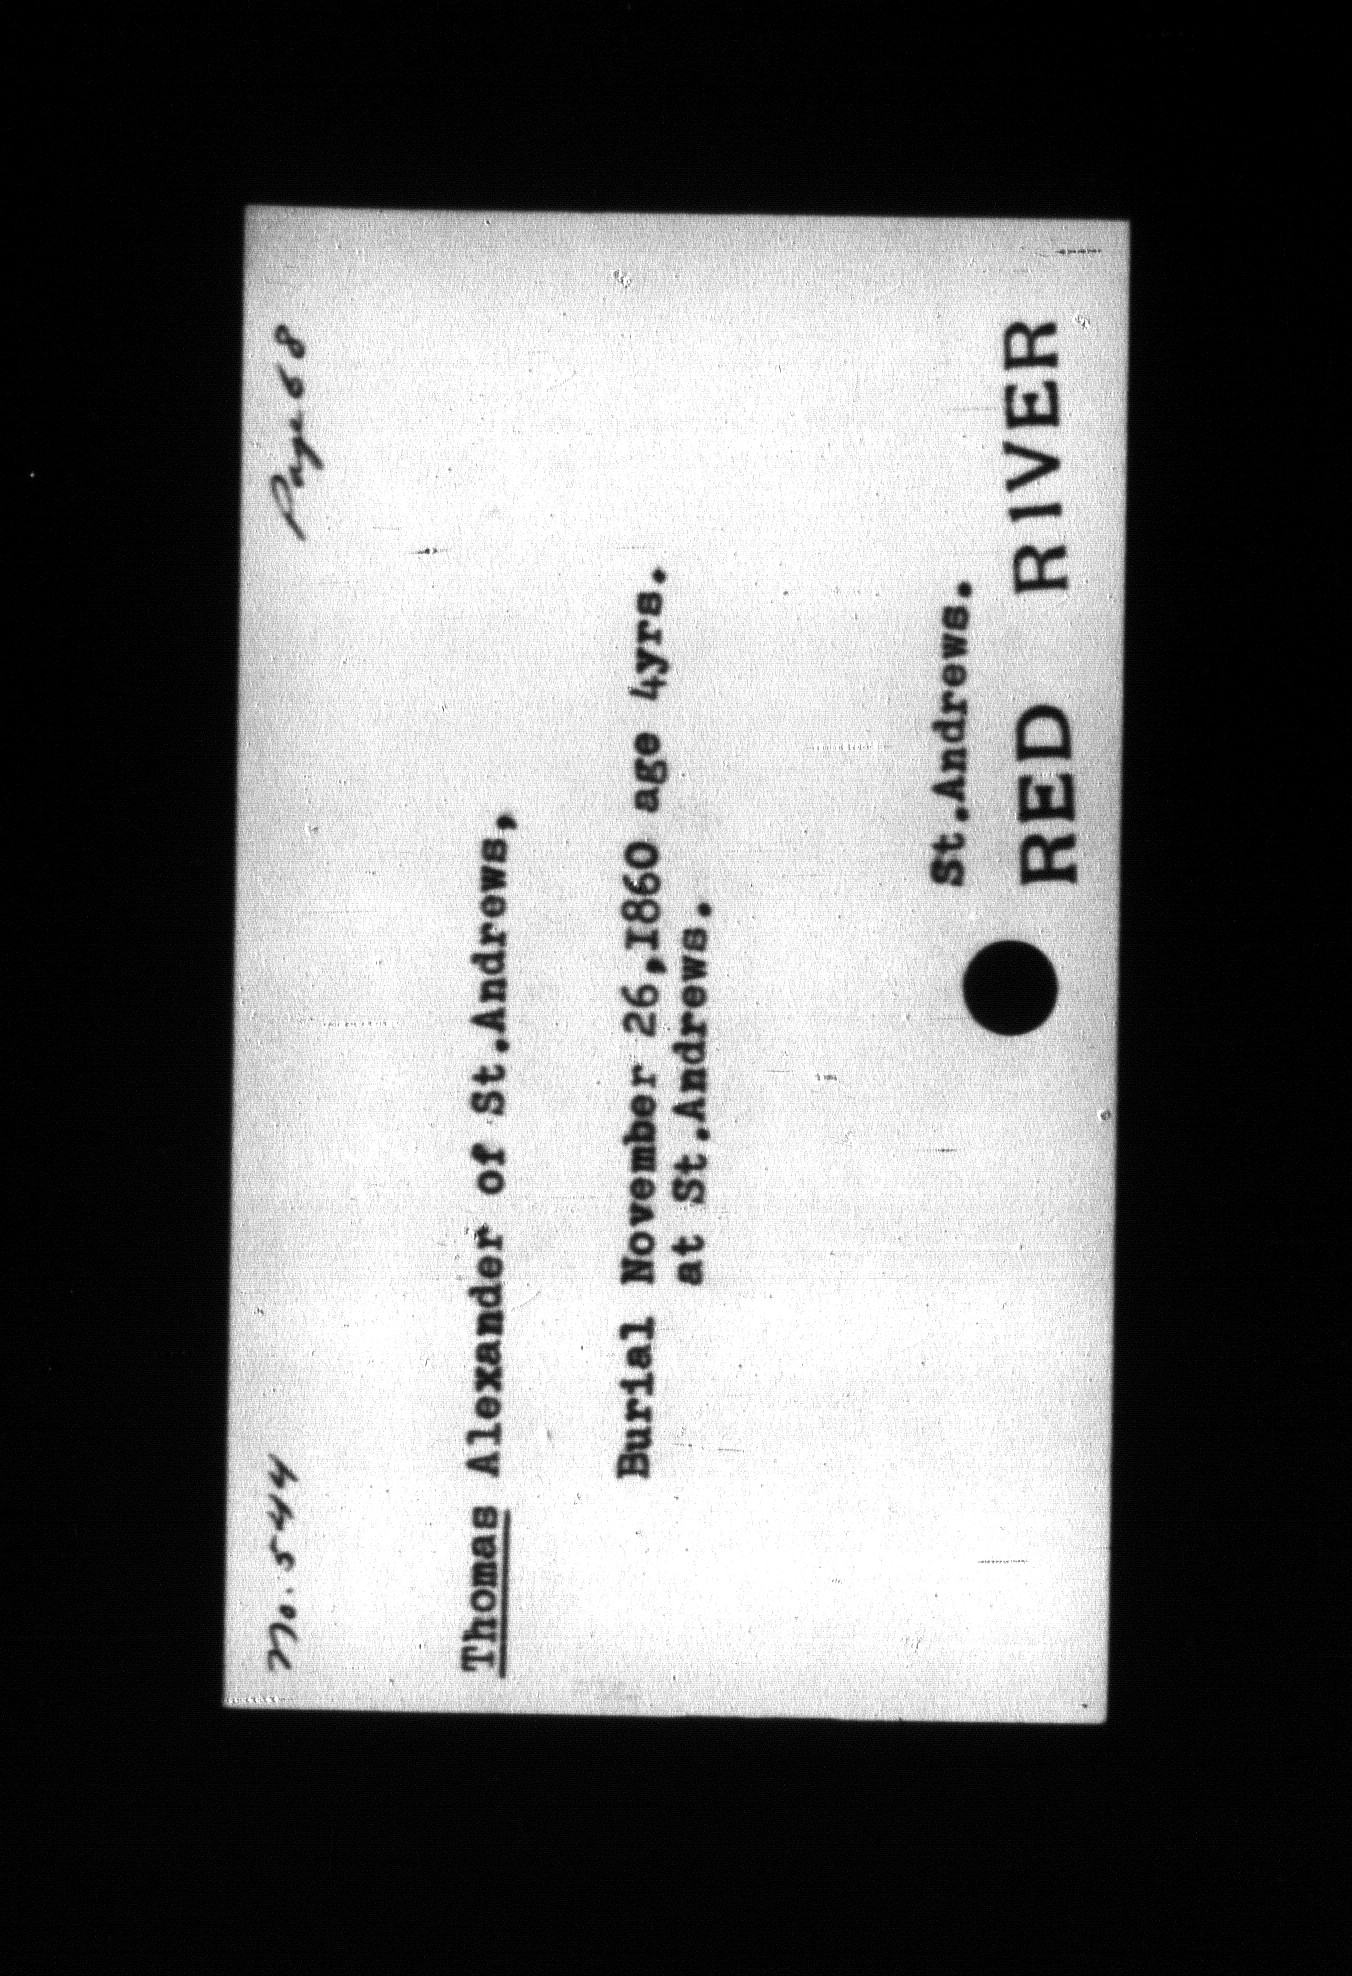 No. 544 Page 68
Thomas Alexander of St.Andrews,
Burial November 26,1860 age 4yrs.
at St.Andrews.
St.Andrews.
RED RIVER